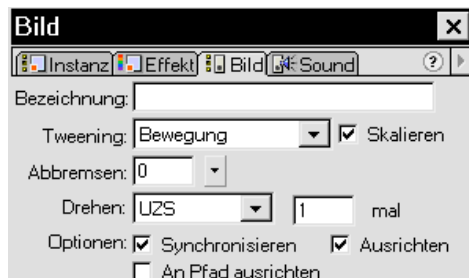 Bild
Instanz Effekt Bild Sound ?
Bezeichnung:
Tweening: Bewegung Skalieren
Abbremsen: 0
Drehen: UZS 1 mal
Optionen: Synchronisieren Ausrichten
An Pfad ausrichten